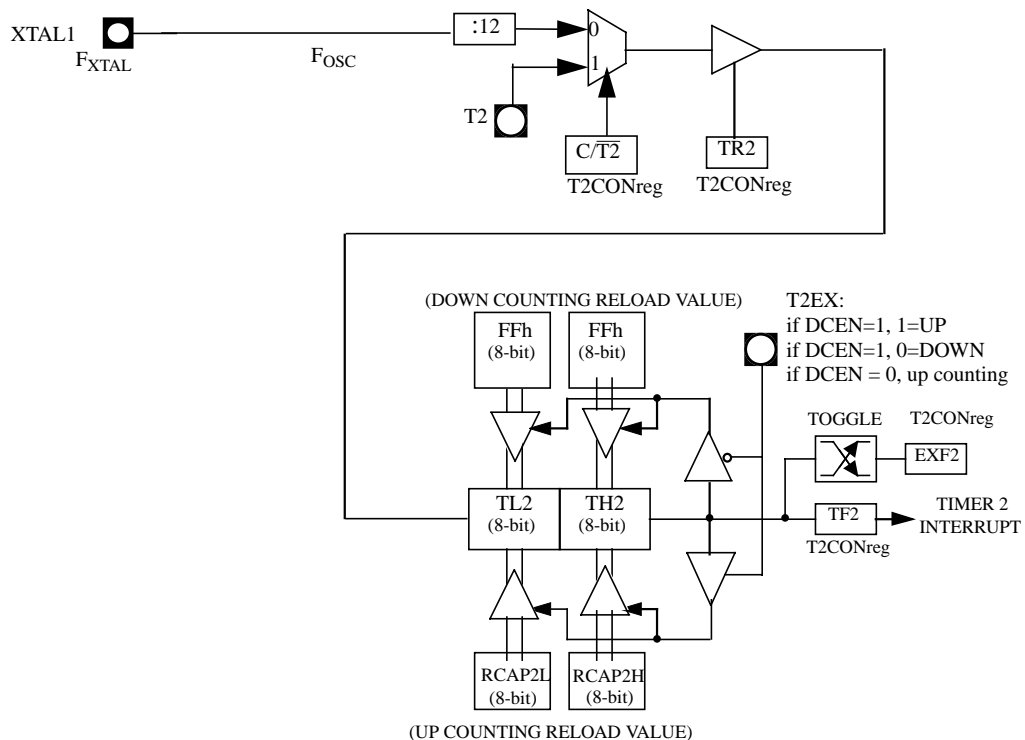 XTAL1
F_XTAL
F_OSC
:12
0
1
T2
C/T̅2̅
T2CONreg
TR2
T2CONreg
(DOWN COUNTING RELOAD VALUE)
FFh
(8-bit)
FFh
(8-bit)
T2EX:
if DCEN=1, 1=UP
if DCEN=1, 0=DOWN
if DCEN = 0, up counting
TOGGLE
T2CONreg
EXF2
TL2
(8-bit)
TH2
(8-bit)
TF2
T2CONreg
TIMER 2
INTERRUPT
RCAP2L
(8-bit)
RCAP2H
(8-bit)
(UP COUNTING RELOAD VALUE)